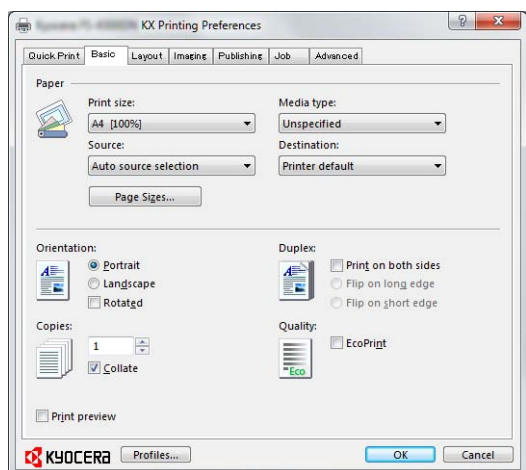 KX Printing Preferences
Quick Print Basic Layout Imaging Publishing Job Advanced
Paper
Print size: Media type:
A4 [100%] Unspecified
Source: Destination:
Auto source selection Printer default
Page Sizes...
Orientation: Duplex:
Portrait Print on both sides
Landscape Flip on long edge
Rotated Flip on short edge
Copies: Quality:
1 EcoPrint
Collate
Eco
Print preview
KYOCERA Profiles... OK Cancel